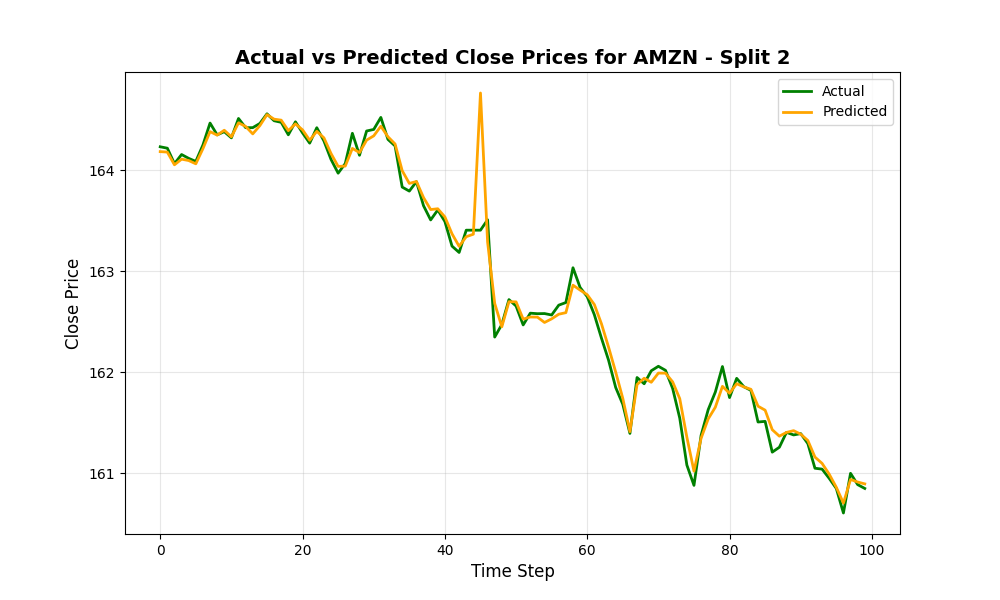 Actual vs Predicted Close Prices for AMZN - Split 2
Actual
Predicted
Close Price
164
163
162
161
0 20 40 60 80 100
Time Step